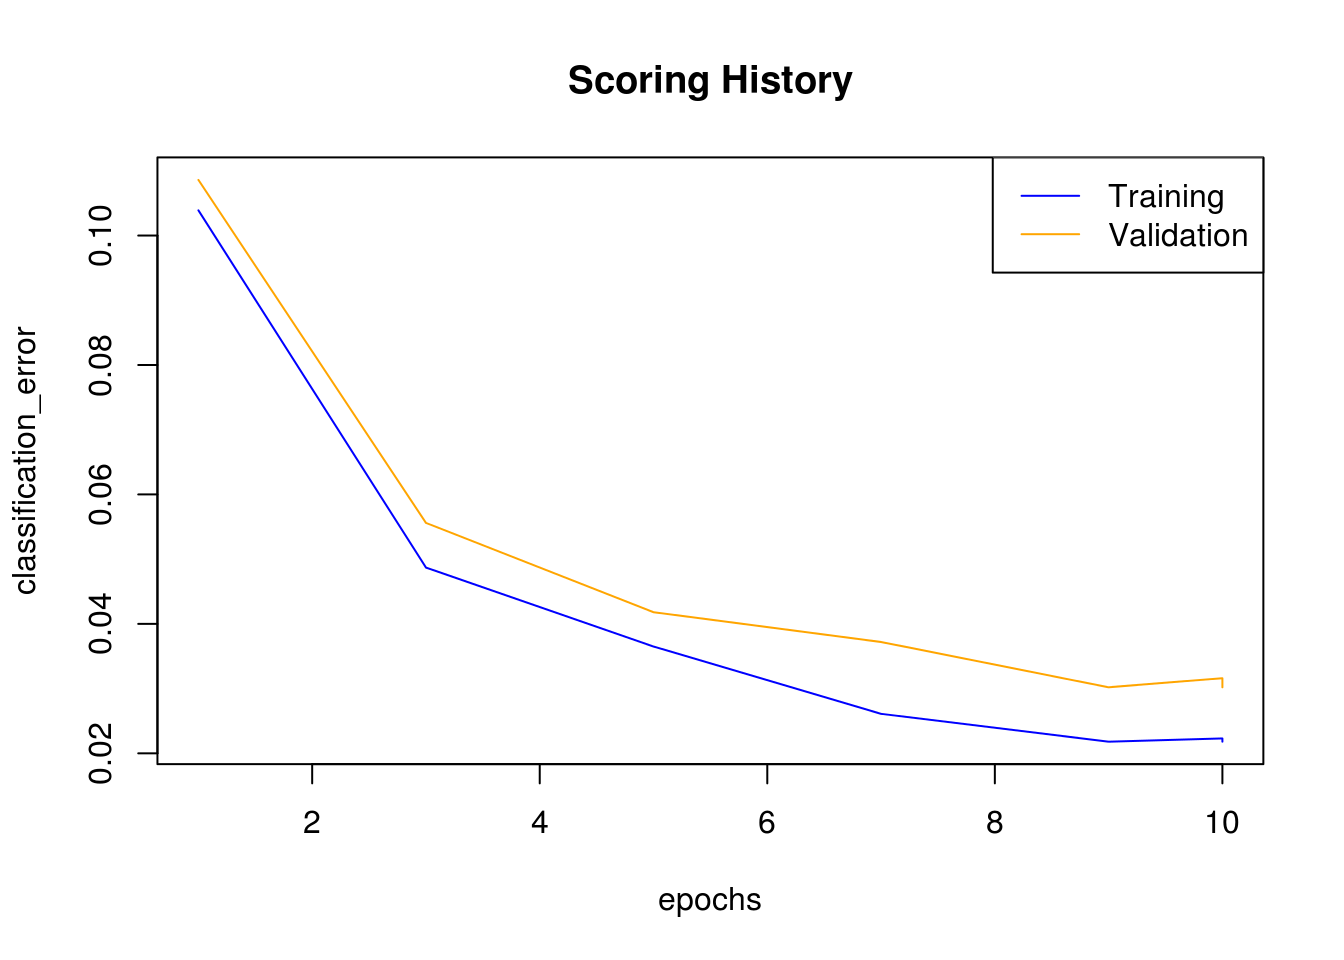 Scoring History
Training
Validation
classification_error
0.10
0.08
0.06
0.04
0.02
2 4 6 8 10
epochs